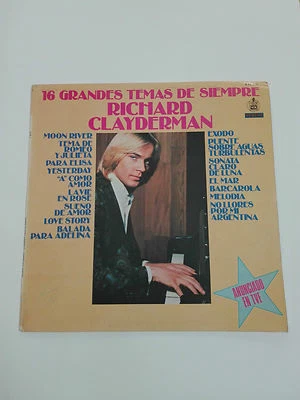 16 GRANDES TEMAS DE SIEMPRE
RICHARD
CLAYDERMAN
MOON RIVER
TEMA DE
ROMEO
Y JULIETA
PARA ELISA
YESTERDAY
"A" COMO
AMOR
LA VIE
EN ROSE
SUEÑO
DE AMOR
LOVE STORY
BALADA
PARA ADELINA
EXODO
PUENTE
SOBRE AGUAS
TURBULENTAS
SONATA
CLARO
DE LUNA
EL MAR
BARCAROLA
MELODIA
NO LLORES
POR MI
ARGENTINA
ANUNCIADO
EN TVE